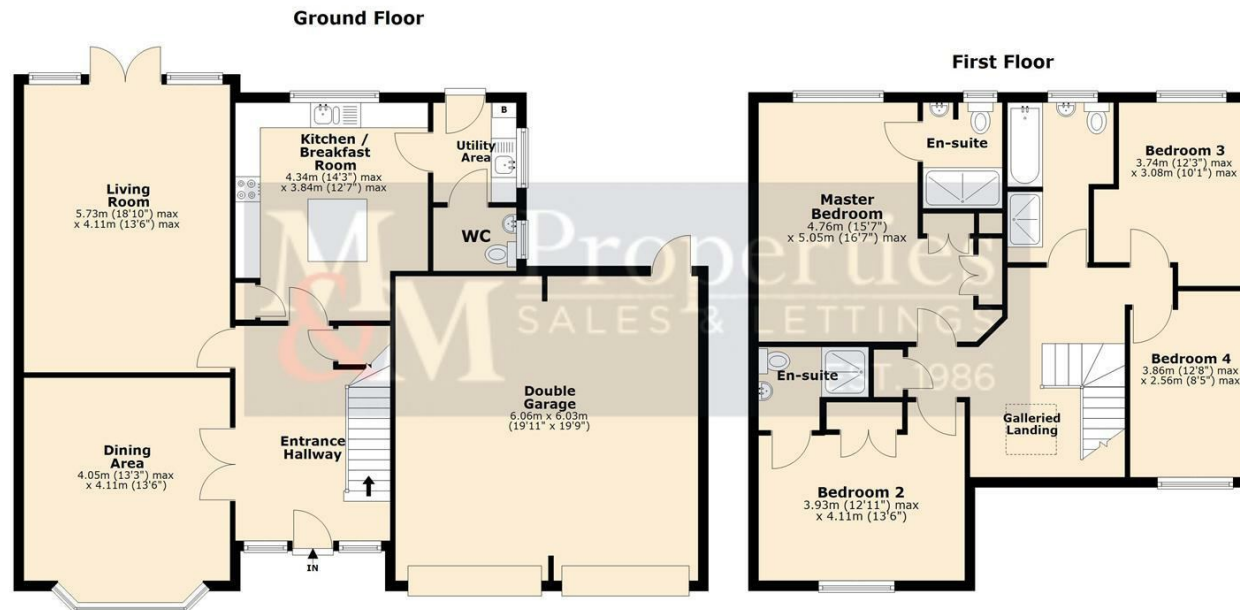 Ground Floor
Living
Room
5.73m (18'10") max
x 4.11m (13'6") max
Kitchen /
Breakfast
Room
4.34m (14'3") max
x 3.84m (12'7") max
B
Utility
Area
WC
Dining
Area
4.05m (13'3") max
x 4.11m (13'6")
Entrance
Hallway
IN
Double
Garage
6.06m x 6.03m
(19'11" x 19'9")
First Floor
Master
Bedroom
4.76m (15'7")
x 5.05m (16'7") max
En-suite
Bedroom 3
3.74m (12'3") max
x 3.08m (10'1") max
En-suite
Bedroom 4
3.86m (12'8") max
x 2.56m (8'5") max
Galleried
Landing
Bedroom 2
3.93m (12'11") max
x 4.11m (13'6")
M&M Properties
SALES & LETTINGS
EST. 1986